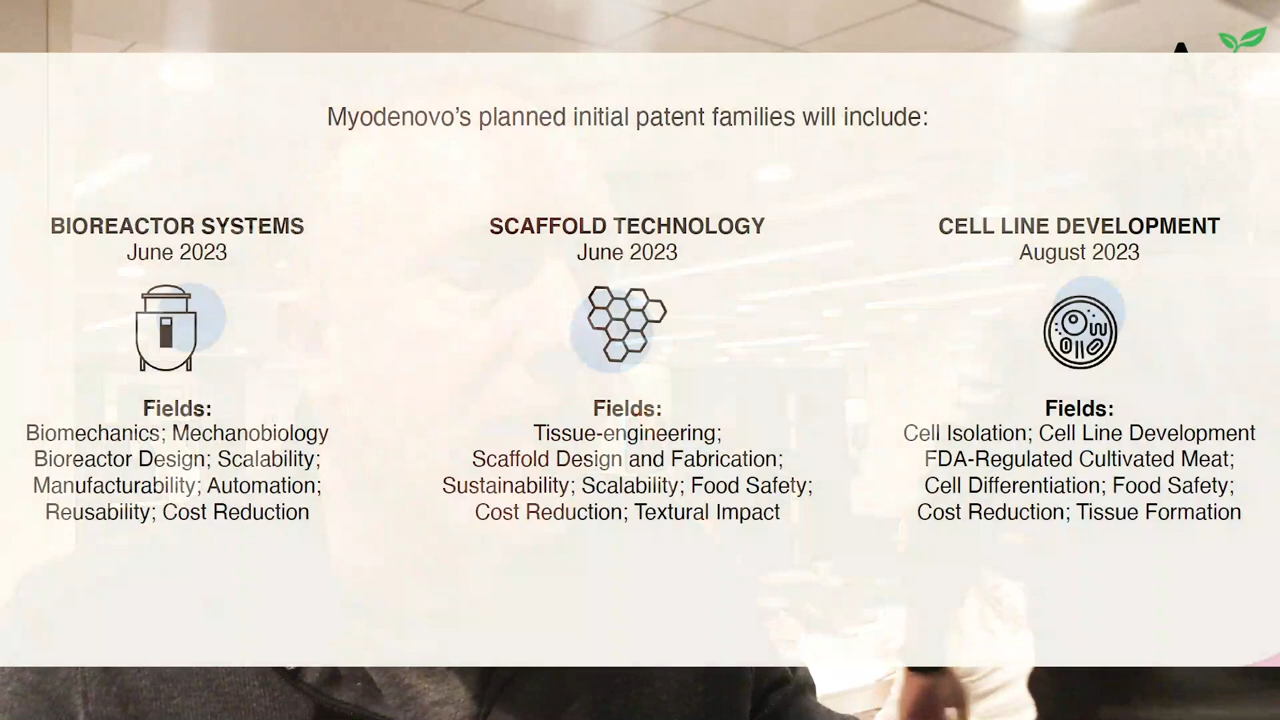 Myodenovo's planned initial patent families will include:
BIOREACTOR SYSTEMS
June 2023
Fields:
Biomechanics; Mechanobiology
Bioreactor Design; Scalability;
Manufacturability; Automation;
Reusability; Cost Reduction
SCAFFOLD TECHNOLOGY
June 2023
Fields:
Tissue-engineering;
Scaffold Design and Fabrication;
Sustainability; Scalability; Food Safety;
Cost Reduction; Textural Impact
CELL LINE DEVELOPMENT
August 2023
Fields:
Cell Isolation; Cell Line Development
FDA-Regulated Cultivated Meat;
Cell Differentiation; Food Safety;
Cost Reduction; Tissue Formation